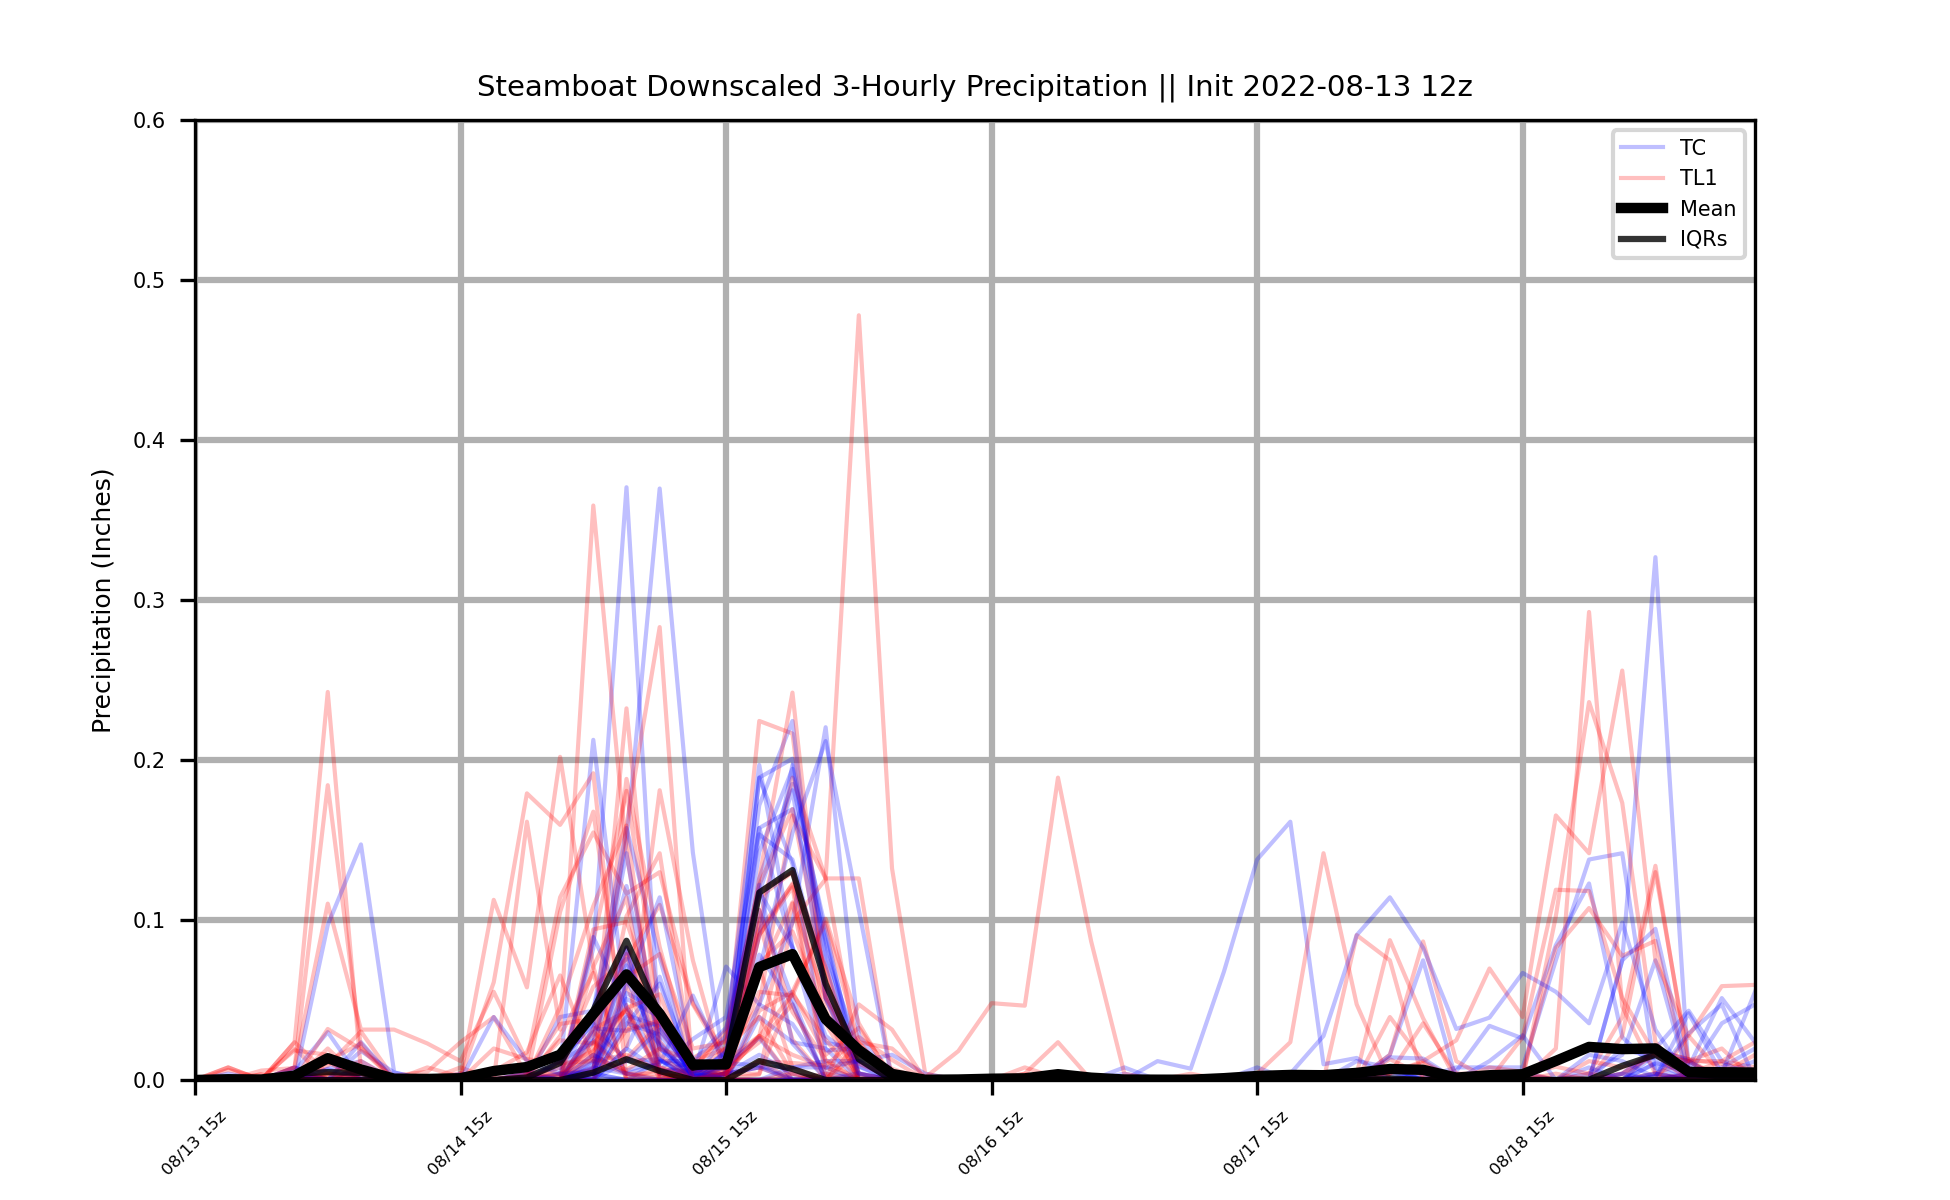 Steamboat Downscaled 3-Hourly Precipitation || Init 2022-08-13 12z
TC
TL1
Mean
IQRs
Precipitation (Inches)
0.6
0.5
0.4
0.3
0.2
0.1
0.0
08/13 15z
08/14 15z
08/15 15z
08/16 15z
08/17 15z
08/18 15z